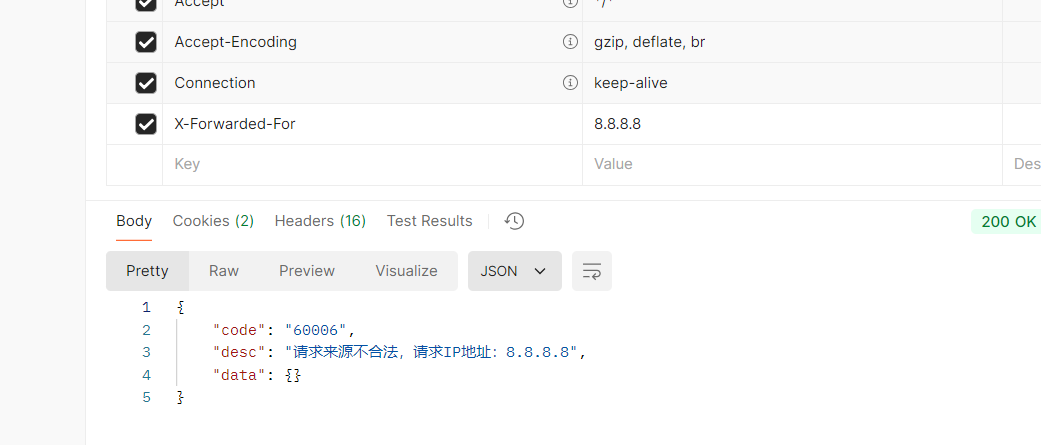 Accept */*
Accept-Encoding gzip, deflate, br
Connection keep-alive
X-Forwarded-For 8.8.8.8
Key Value Des
Body Cookies (2) Headers (16) Test Results 200 OK
Pretty Raw Preview Visualize JSON
1 {
2 "code": "60006",
3 "desc": "请求来源不合法，请求IP地址：8.8.8.8",
4 "data": {}
5 }